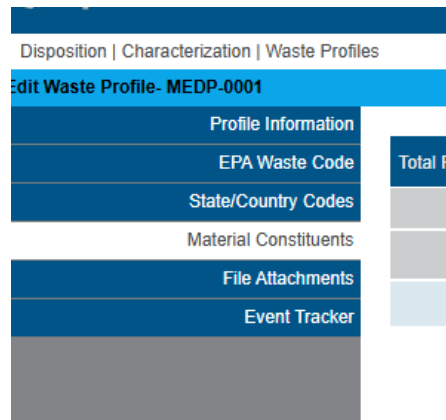 Disposition | Characterization | Waste Profiles
Edit Waste Profile- MEDP-0001
Profile Information
EPA Waste Code
Total
State/Country Codes
Material Constituents
File Attachments
Event Tracker